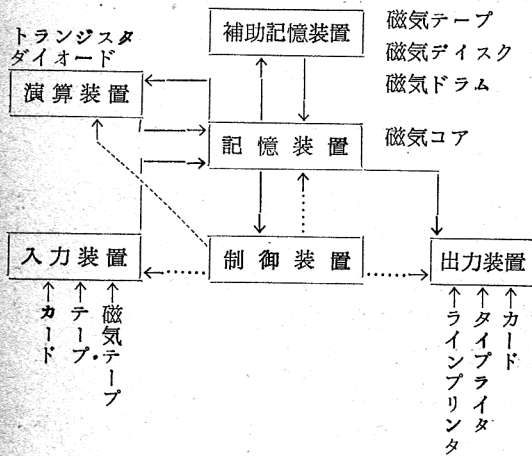 トランジスタ
ダイオード
演算装置
補助記憶装置
磁気テープ
磁気ディスク
磁気ドラム
記憶装置
磁気コア
入力装置
制御装置
出力装置
カード
テープ
磁気テープ
ラインプリンタ
タイプライタ
カード